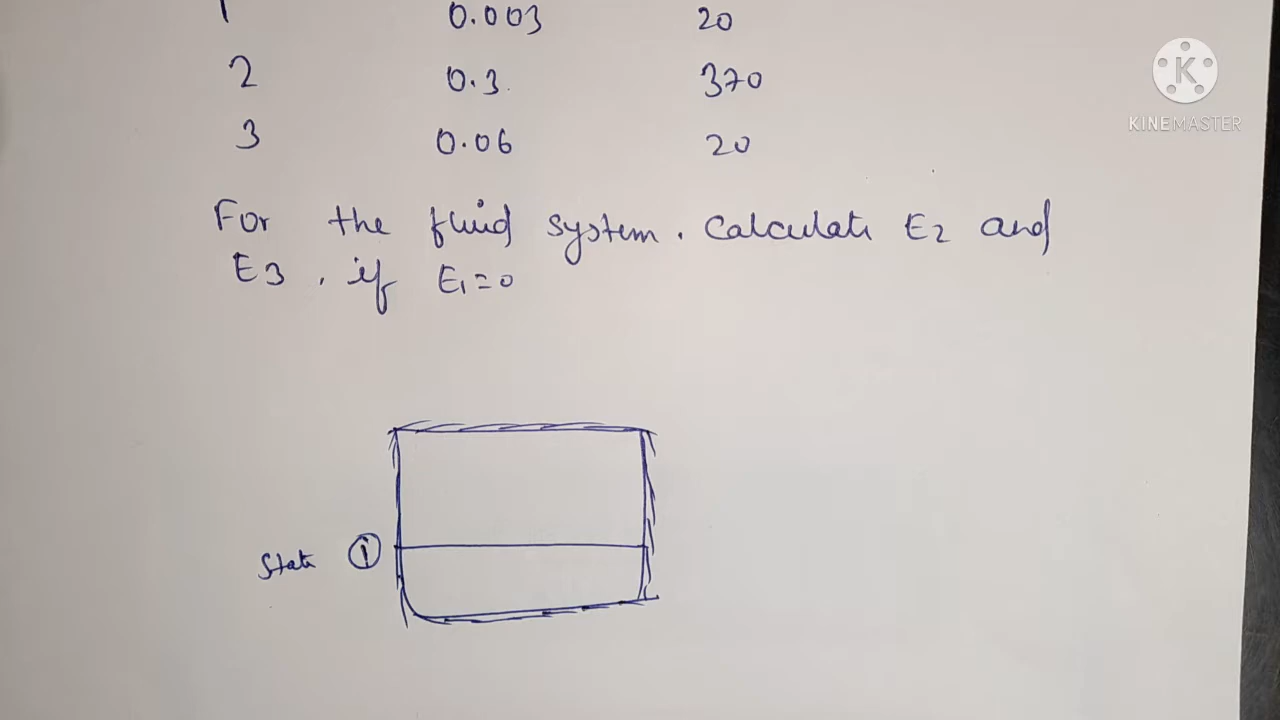 1 0.003 20
2 0.3 370
3 0.06 20
For the fluid system. Calculate E2 and
E3, if E1=0
State 1
K
KINEMASTER